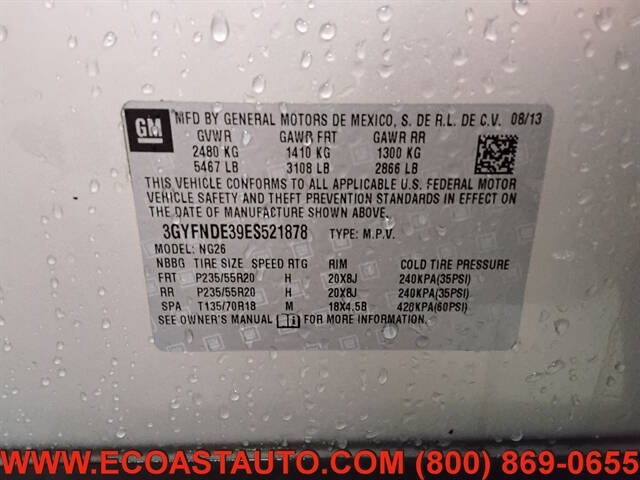 GM
MFD BY GENERAL MOTORS DE MEXICO, S. DE R.L. DE C.V. 08/13
GVWR GAWR FRT GAWR RR
2480 KG 1410 KG 1300 KG
5467 LB 3108 LB 2866 LB
THIS VEHICLE CONFORMS TO ALL APPLICABLE U.S. FEDERAL MOTOR
VEHICLE SAFETY AND THEFT PREVENTION STANDARDS IN EFFECT ON
THE DATE OF MANUFACTURE SHOWN ABOVE.
3GYFNDE39ES521878 TYPE: M.P.V.
MODEL: NG26
NBBG TIRE SIZE SPEED RTG RIM COLD TIRE PRESSURE
FRT P235/55R20 H 20X8J 240KPA(35PSI)
RR P235/55R20 H 20X8J 240KPA(35PSI)
SPA T135/70R18 M 18X4.5B 420KPA(60PSI)
SEE OWNER'S MANUAL FOR MORE INFORMATION.
WWW.ECOASTAUTO.COM (800) 869-0655